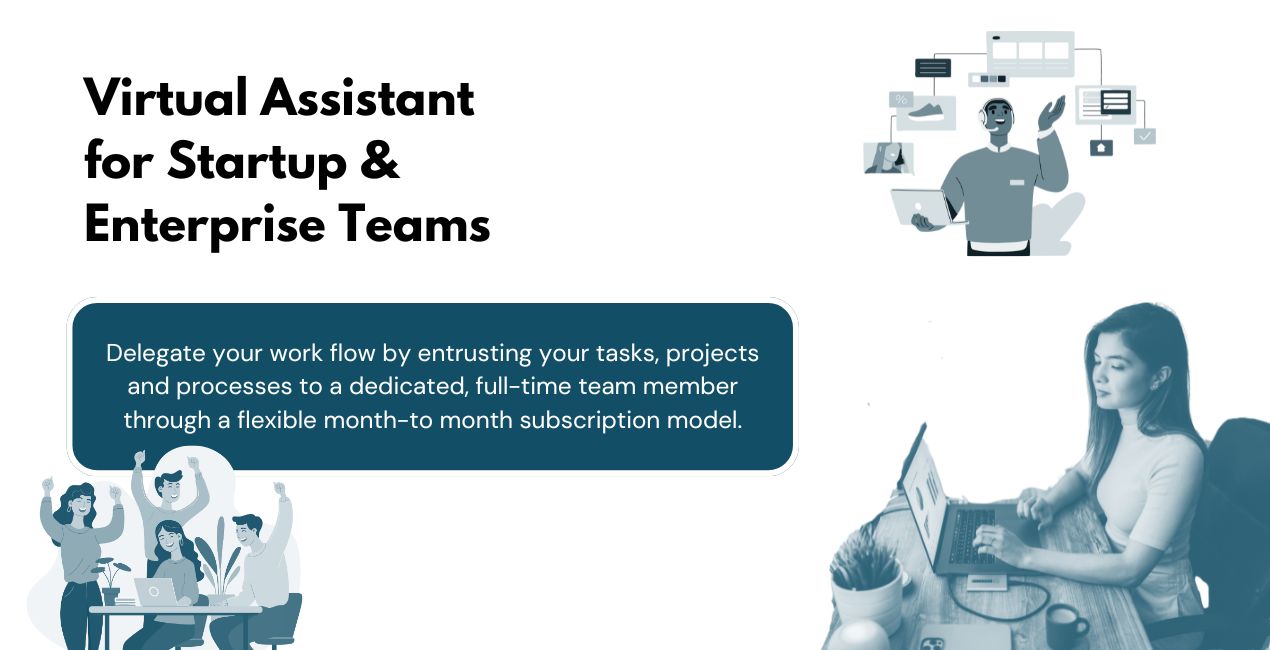 Virtual Assistant
for Startup &
Enterprise Teams
Delegate your work flow by entrusting your tasks, projects
and processes to a dedicated, full-time team member
through a flexible month-to month subscription model.
%